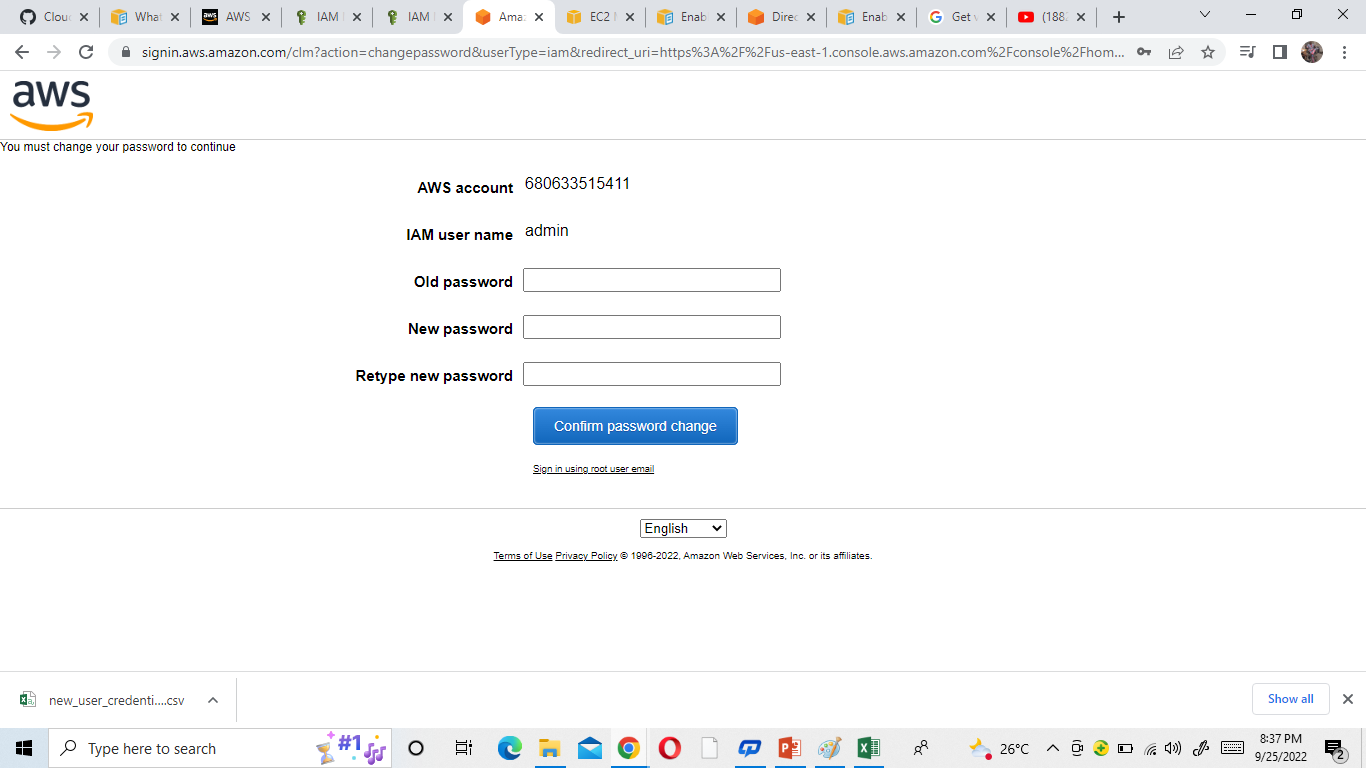 Clou
What
AWS
IAM
IAM
Amaz
EC2
Enab
Direc
Enab
Get v
(188
signin.aws.amazon.com/clm?action=changepassword&userType=iam&redirect_uri=https%3A%2F%2Fus-east-1.console.aws.amazon.com%2Fconsole%2Fhom...
aws
You must change your password to continue
AWS account 680633515411
IAM user name admin
Old password
New password
Retype new password
Confirm password change
Sign in using root user email
English
Terms of Use Privacy Policy © 1996-2022, Amazon Web Services, Inc. or its affiliates.
new_user_credenti....csv
Show all
Type here to search
#1
26°C
8:37 PM
9/25/2022
2